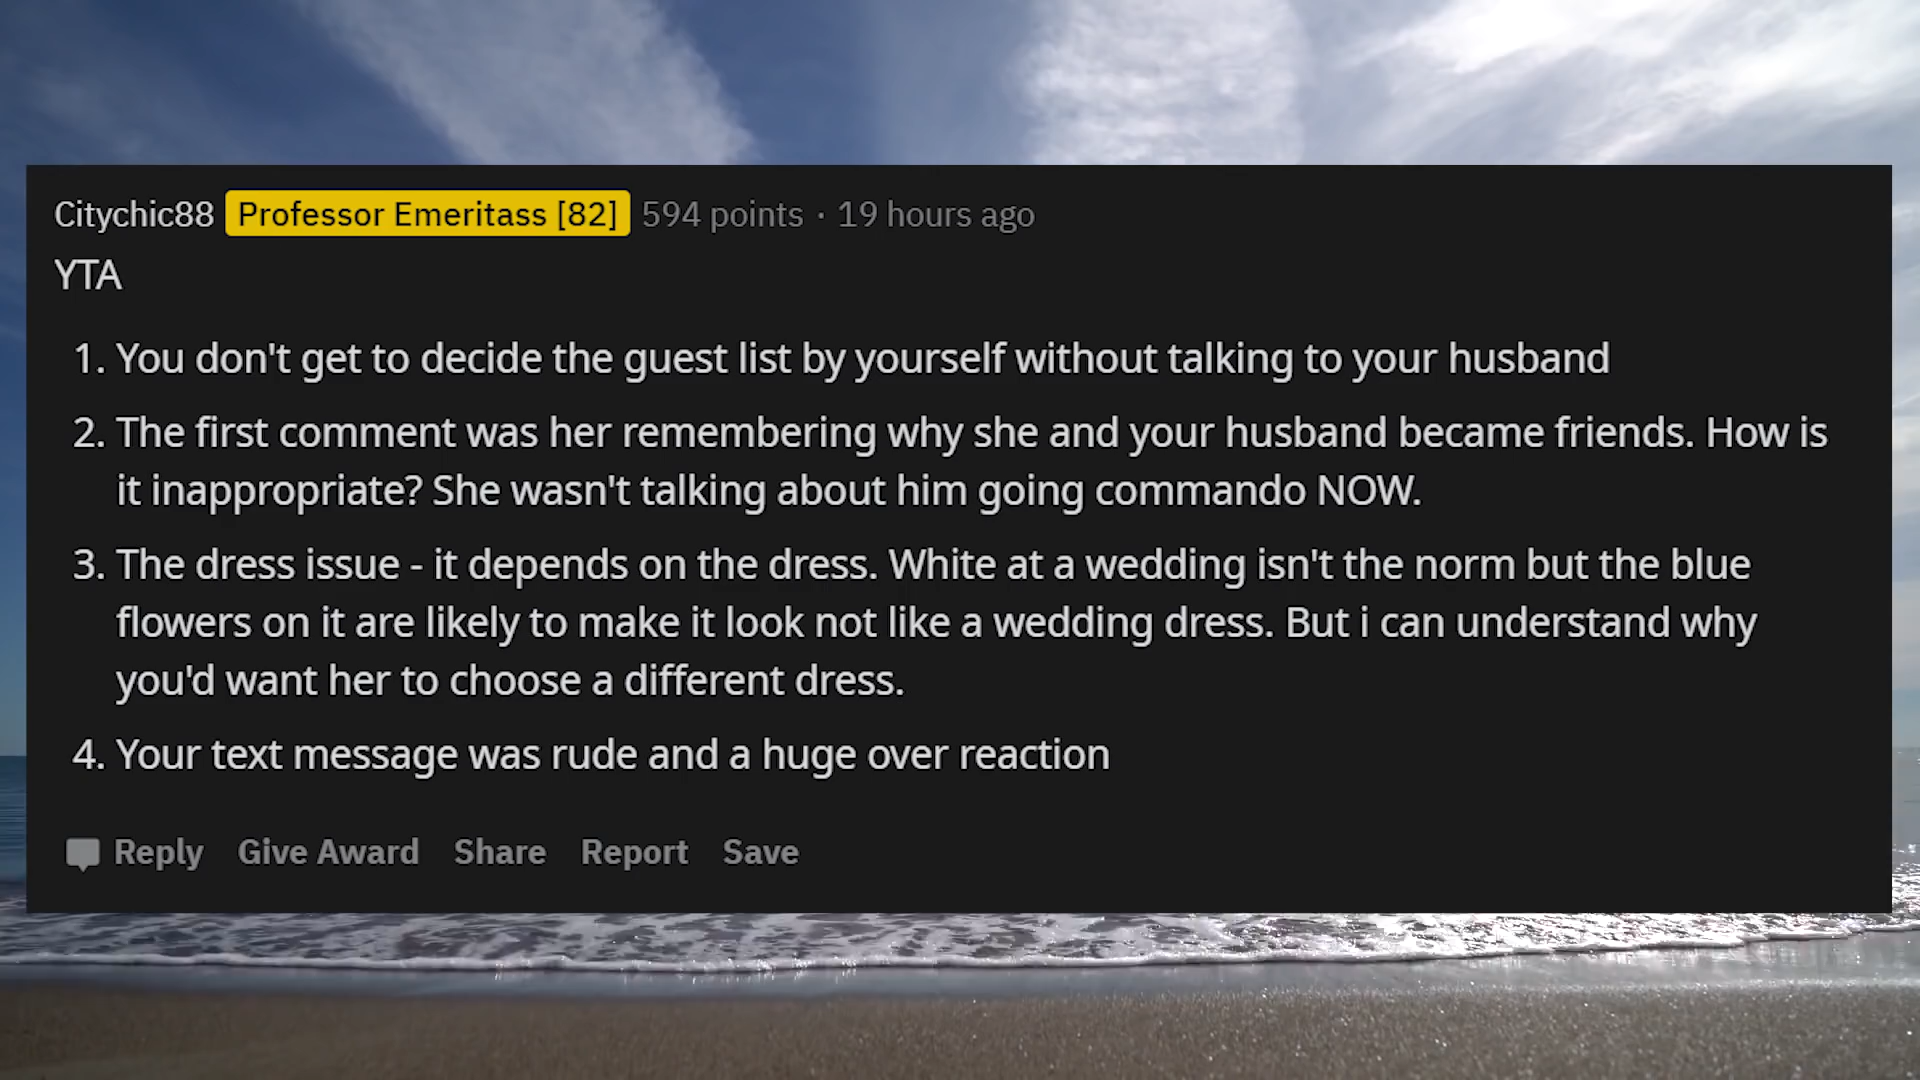 Citychic88 Professor Emeritass [82] 594 points · 19 hours ago
YTA
1. You don't get to decide the guest list by yourself without talking to your husband
2. The first comment was her remembering why she and your husband became friends. How is
it inappropriate? She wasn't talking about him going commando NOW.
3. The dress issue - it depends on the dress. White at a wedding isn't the norm but the blue
flowers on it are likely to make it look not like a wedding dress. But i can understand why
you'd want her to choose a different dress.
4. Your text message was rude and a huge over reaction
Reply Give Award Share Report Save